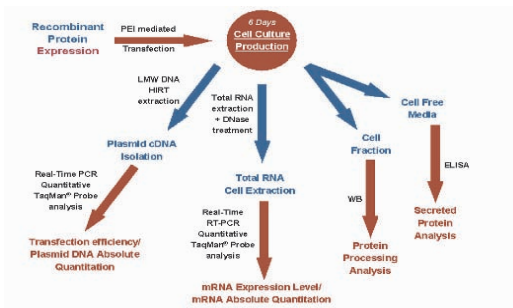 Recombinant
Protein
Expression
PEI mediated
Transfection
6 Days
Cell Culture
Production
LMW DNA
HIRT
extraction
Total RNA
extraction
+ DNase
treatment
Cell Free
Media
Plasmid cDNA
Isolation
Cell
Fraction
ELISA
Real-Time PCR
Quantitative
TaqMan® Probe
analysis
Total RNA
Cell Extraction
WB
Secreted
Protein
Analysis
Real-Time
RT-PCR
Quantitative
TaqMan® Probe
analysis
Transfection efficiency/
Plasmid DNA Absolute
Quantitation
Protein
Processing
Analysis
mRNA Expression Level/
mRNA Absolute Quantitation